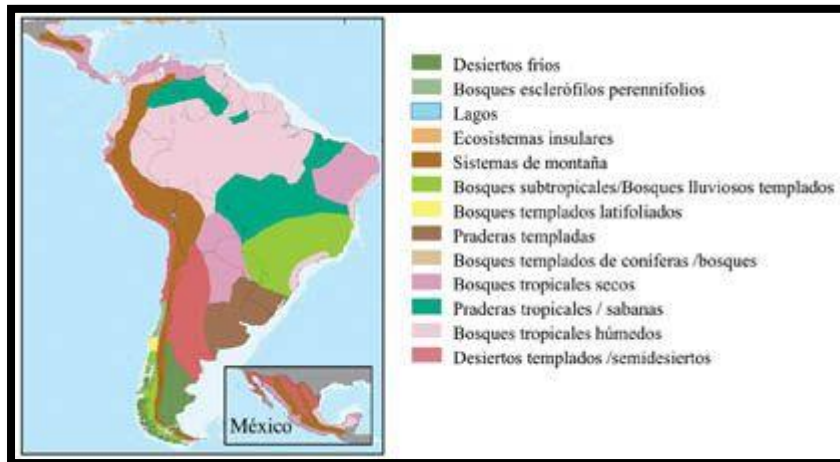 Desiertos fríos
Bosques esclerófilos perennifolios
Lagos
Ecosistemas insulares
Sistemas de montaña
Bosques subtropicales/Bosques lluviosos templados
Bosques templados latifoliados
Praderas templadas
Bosques templados de coníferas /bosques
Bosques tropicales secos
Praderas tropicales / sabanas
Bosques tropicales húmedos
Desiertos templados /semidesiertos
México